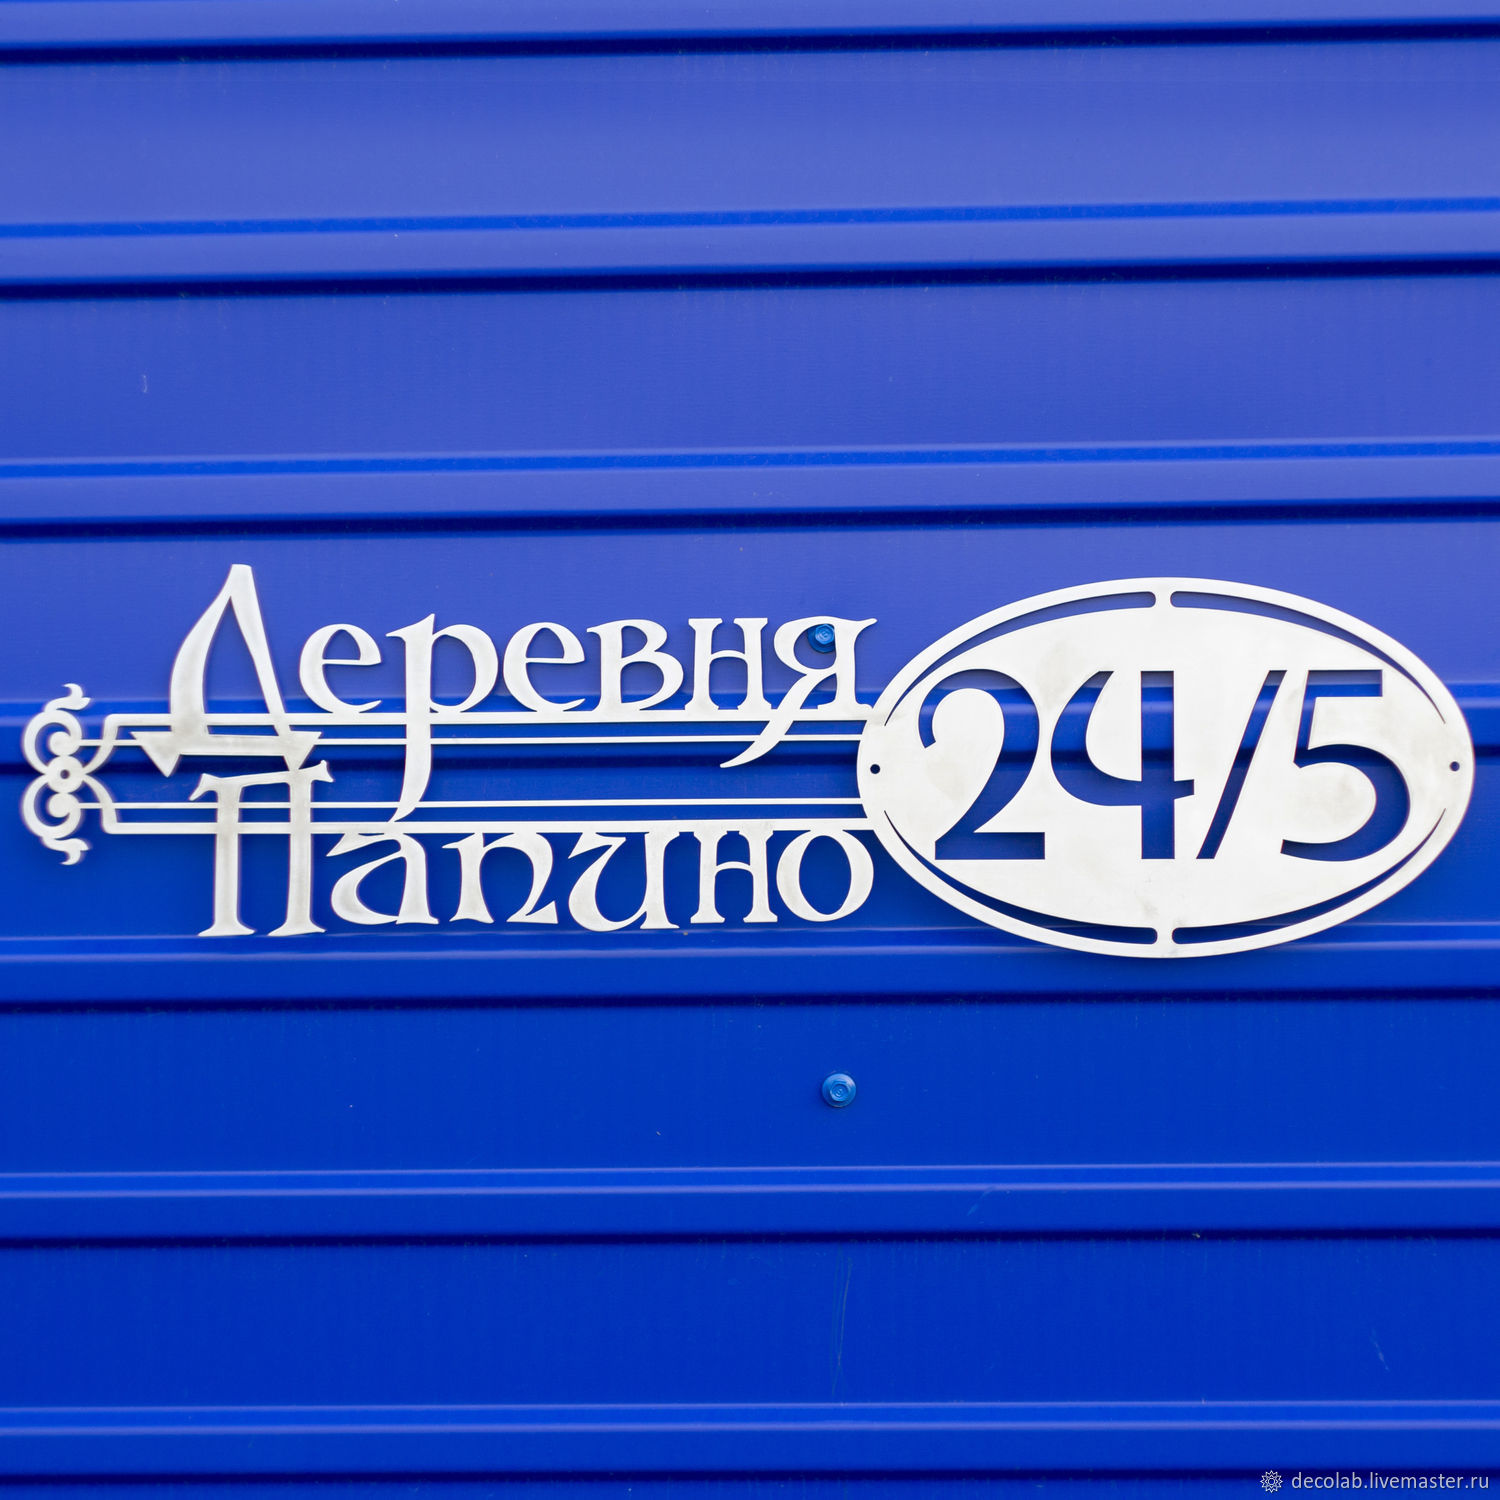 Деревня
Папино
24/5
decolab.livemaster.ru